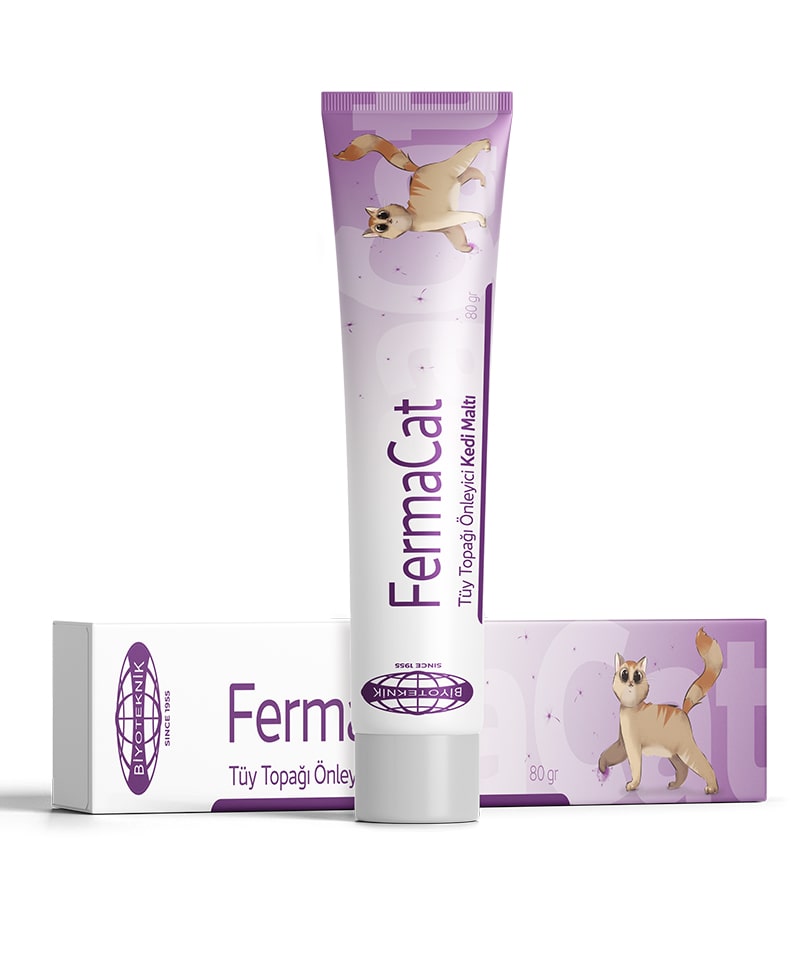 FermaCat
Tüy Topağı Önleyici Kedi Maltı
80 gr
BİYOTEKNİK
SINCE 1955
BİYOTEKNİK
SINCE 1955
Ferma
Tüy Topağı Önley
80 gr
Cat